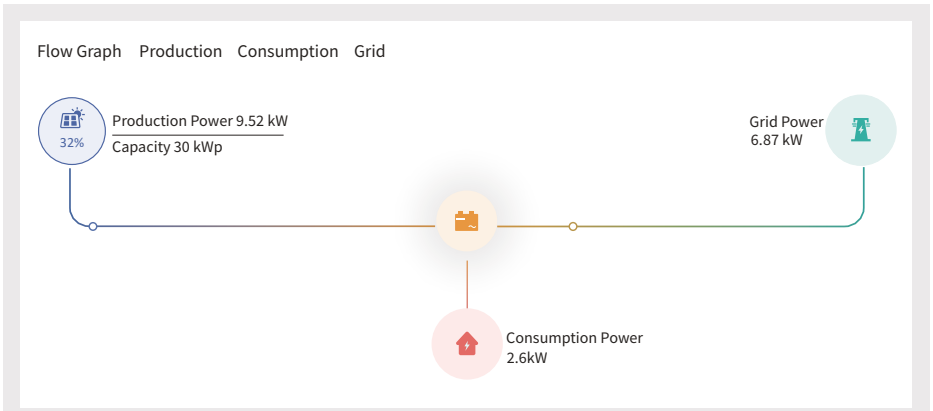 Flow Graph Production Consumption Grid
32%
Production Power 9.52 kW
Capacity 30 kWp
Grid Power
6.87 kW
Consumption Power
2.6kW